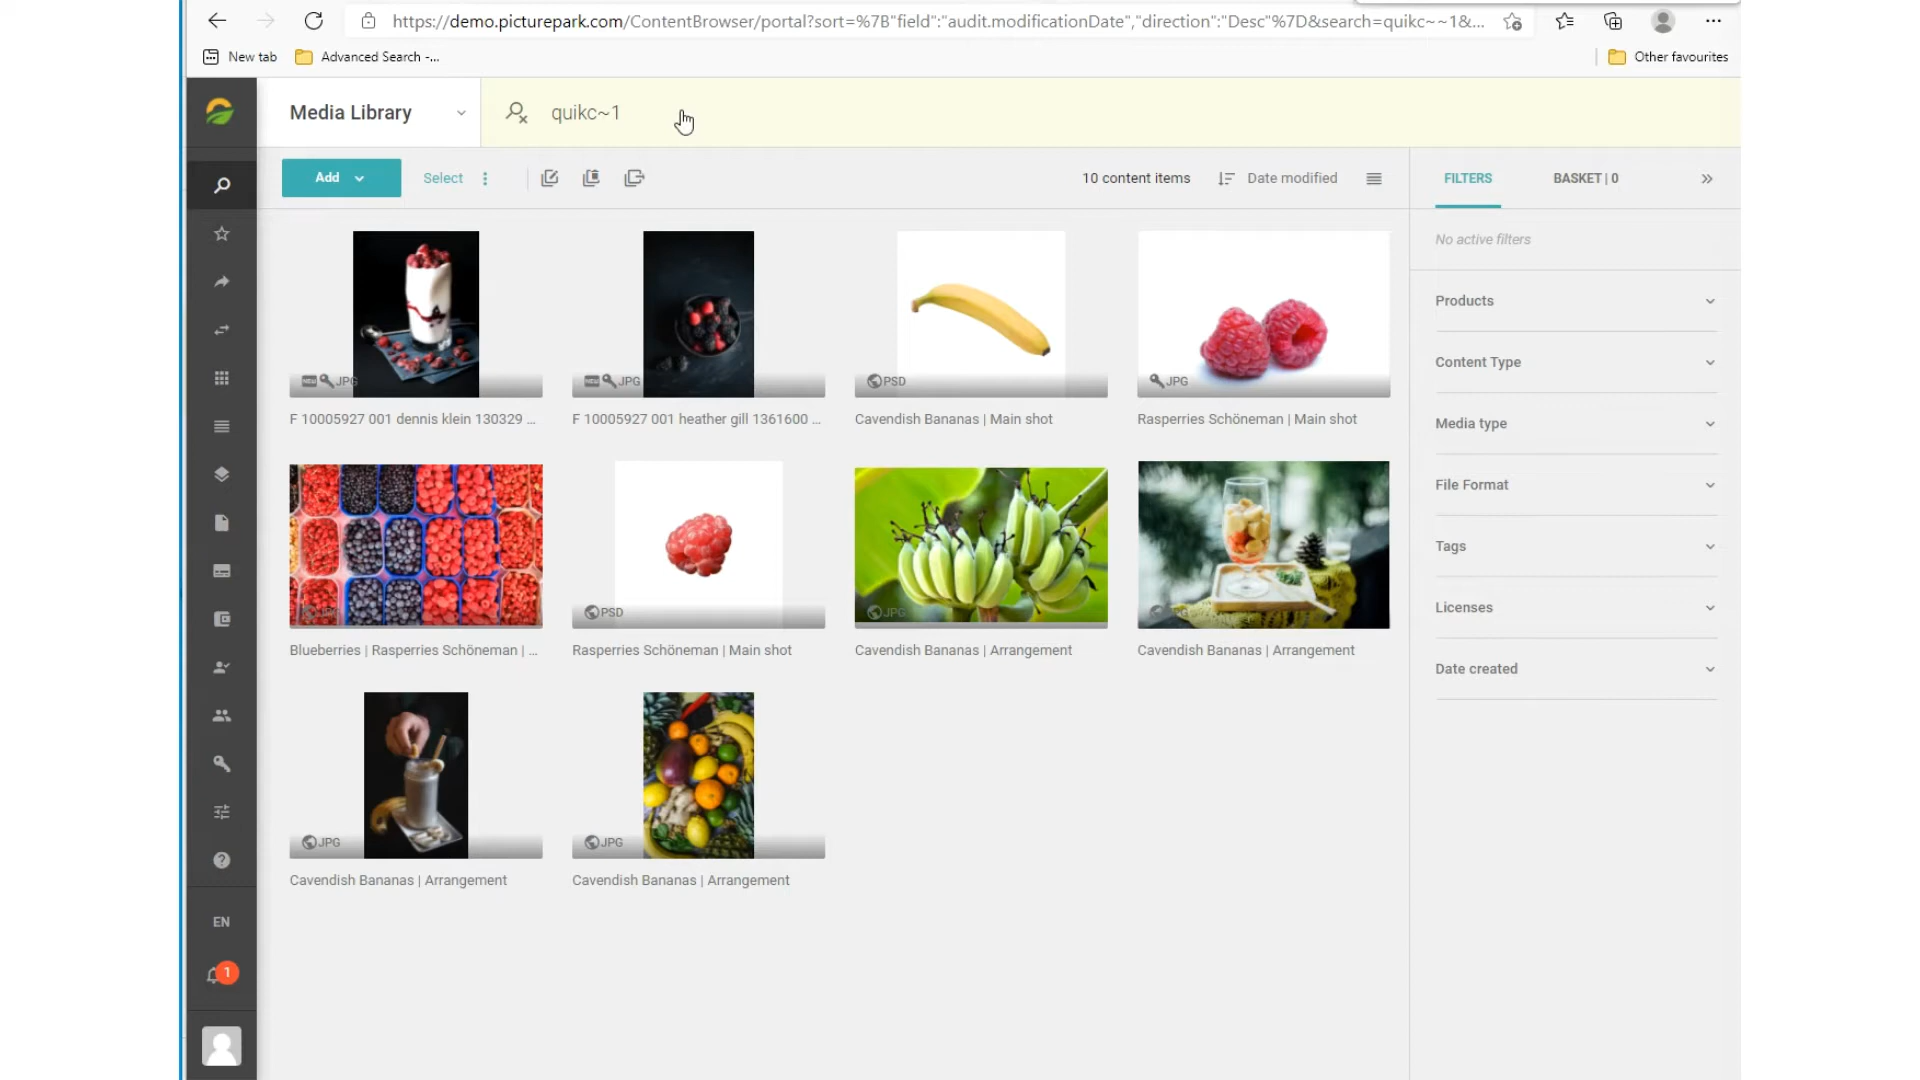 https://demo.picturepark.com/ContentBrowser/portal?sort=%7B"field":"audit.modificationDate","direction":"Desc"%7D&search=quikc~~1&...
New tab
Advanced Search -...
Other favourites
Media Library
quikc~1
Add
Select
10 content items
Date modified
FILTERS
BASKET | 0
No active filters
Products
Content Type
Media type
File Format
Tags
Licenses
Date created
NEW JPG
NEW JPG
PSD
JPG
F 10005927 001 dennis klein 130329 ...
F 10005927 001 heather gill 1361600 ...
Cavendish Bananas | Main shot
Rasperries Schöneman | Main shot
JPG
PSD
JPG
JPG
Blueberries | Rasperries Schöneman | ...
Rasperries Schöneman | Main shot
Cavendish Bananas | Arrangement
Cavendish Bananas | Arrangement
JPG
JPG
Cavendish Bananas | Arrangement
Cavendish Bananas | Arrangement
EN
1